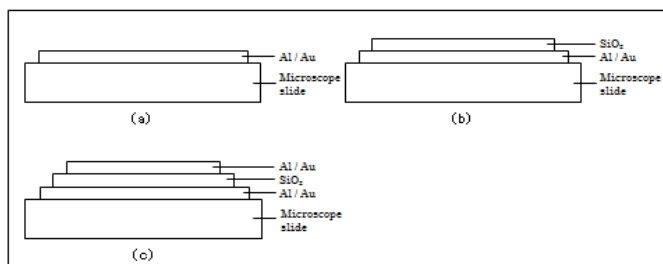 Al / Au
Microscope
slide
(a)
SiO₂
Al / Au
Microscope
slide
(b)
Al / Au
SiO₂
Al / Au
Microscope
slide
(c)